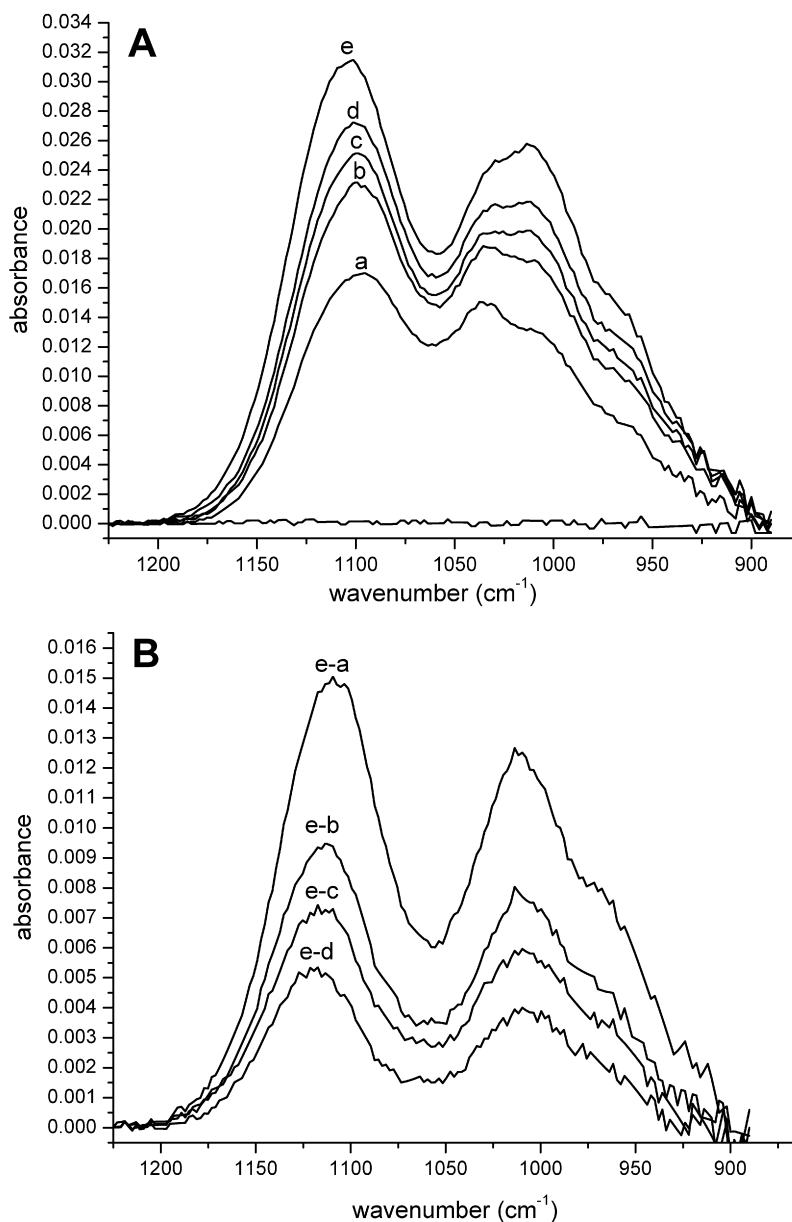 A
0.034
0.032
0.030
0.028
0.026
0.024
0.022
0.020
0.018
0.016
0.014
0.012
0.010
0.008
0.006
0.004
0.002
0.000
absorbance
e
d
c
b
a
1200 1150 1100 1050 1000 950 900
wavenumber (cm⁻¹)
B
0.016
0.015
0.014
0.013
0.012
0.011
0.010
0.009
0.008
0.007
0.006
0.005
0.004
0.003
0.002
0.001
0.000
absorbance
e-a
e-b
e-c
e-d
1200 1150 1100 1050 1000 950 900
wavenumber (cm⁻¹)